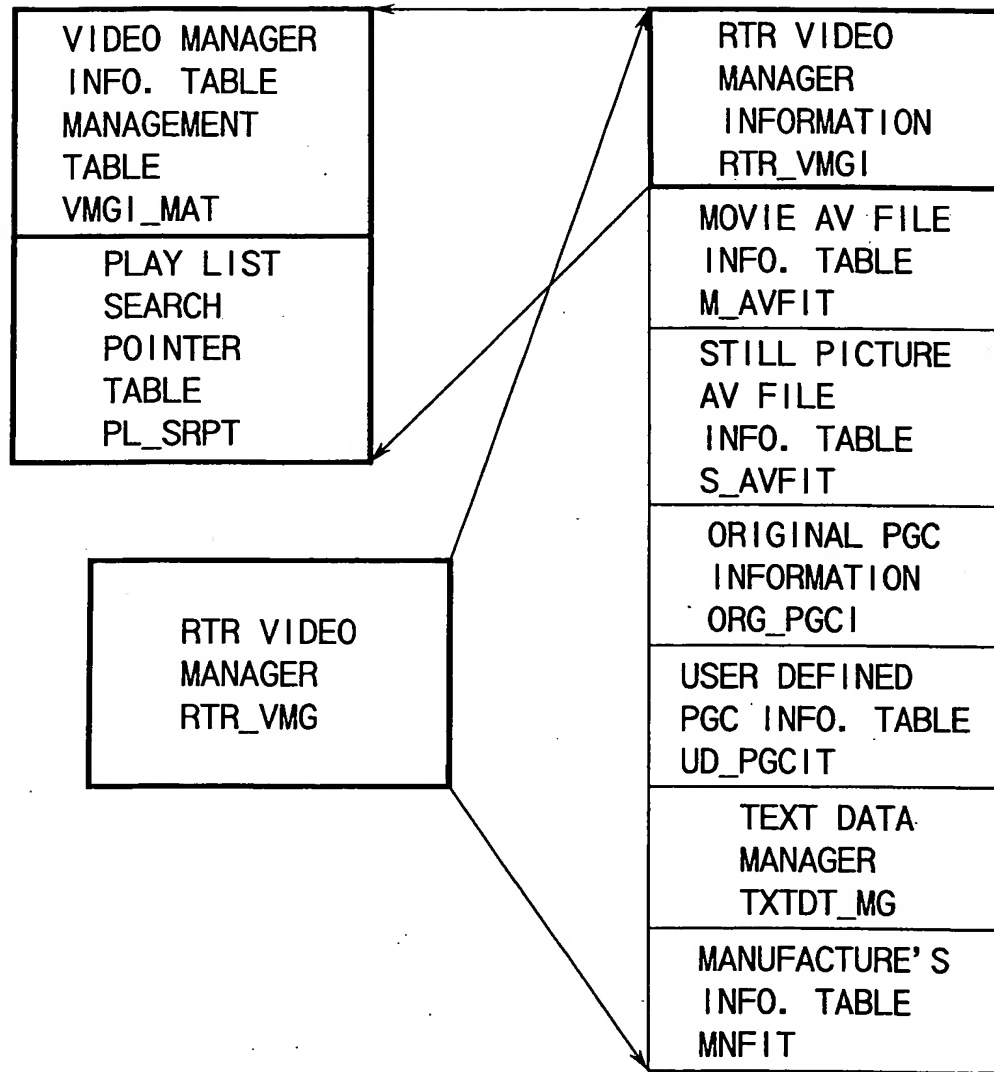 VIDEO MANAGER
INFO. TABLE
MANAGEMENT
TABLE
VMGI_MAT
PLAY LIST
SEARCH
POINTER
TABLE
PL_SRPT
RTR VIDEO
MANAGER
RTR_VMG
RTR VIDEO
MANAGER
INFORMATION
RTR_VMGI
MOVIE AV FILE
INFO. TABLE
M_AVFIT
STILL PICTURE
AV FILE
INFO. TABLE
S_AVFIT
ORIGINAL PGC
INFORMATION
ORG_PGCI
USER DEFINED
PGC INFO. TABLE
UD_PGCIT
TEXT DATA
MANAGER
TXTDT_MG
MANUFACTURE'S
INFO. TABLE
MNFIT